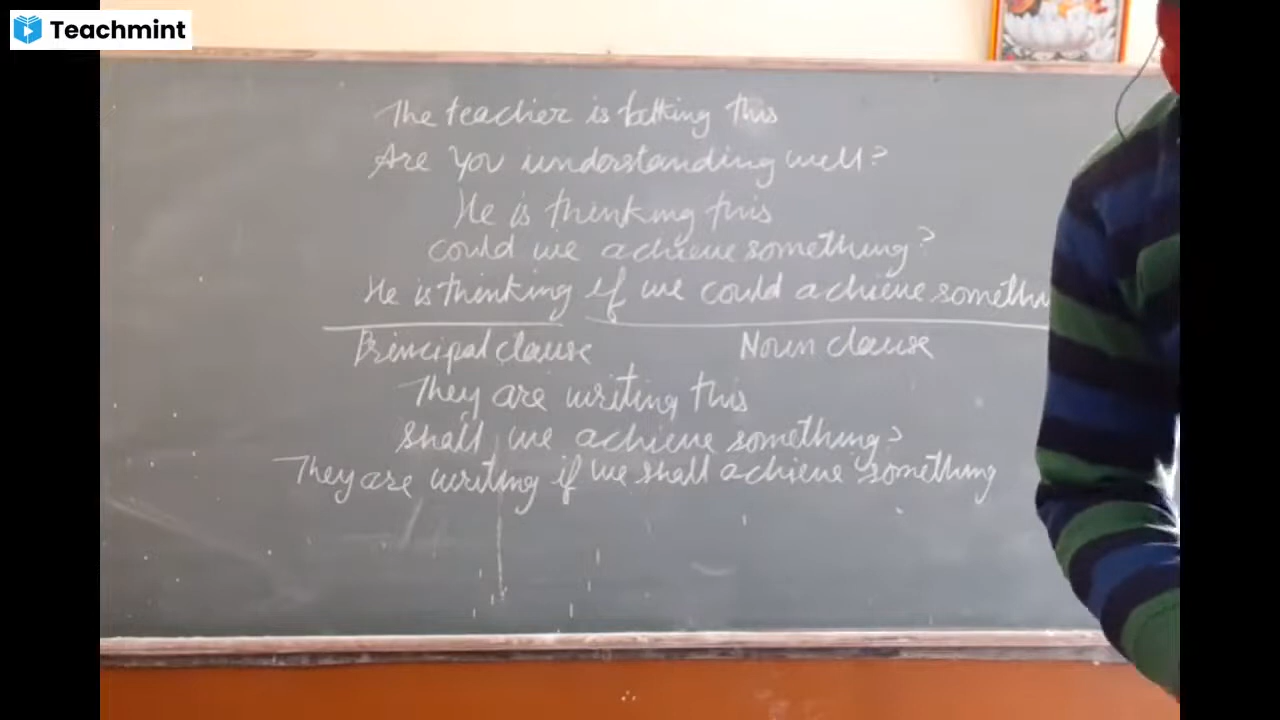 Teachmint
The teacher is talking this
Are You understanding well?
He is thinking this
could we achieve something?
He is thinking if we could achieve somethin
Principal clause Noun clause
They are writing this
Shall we achieve something?
They are writing if we shall achieve something